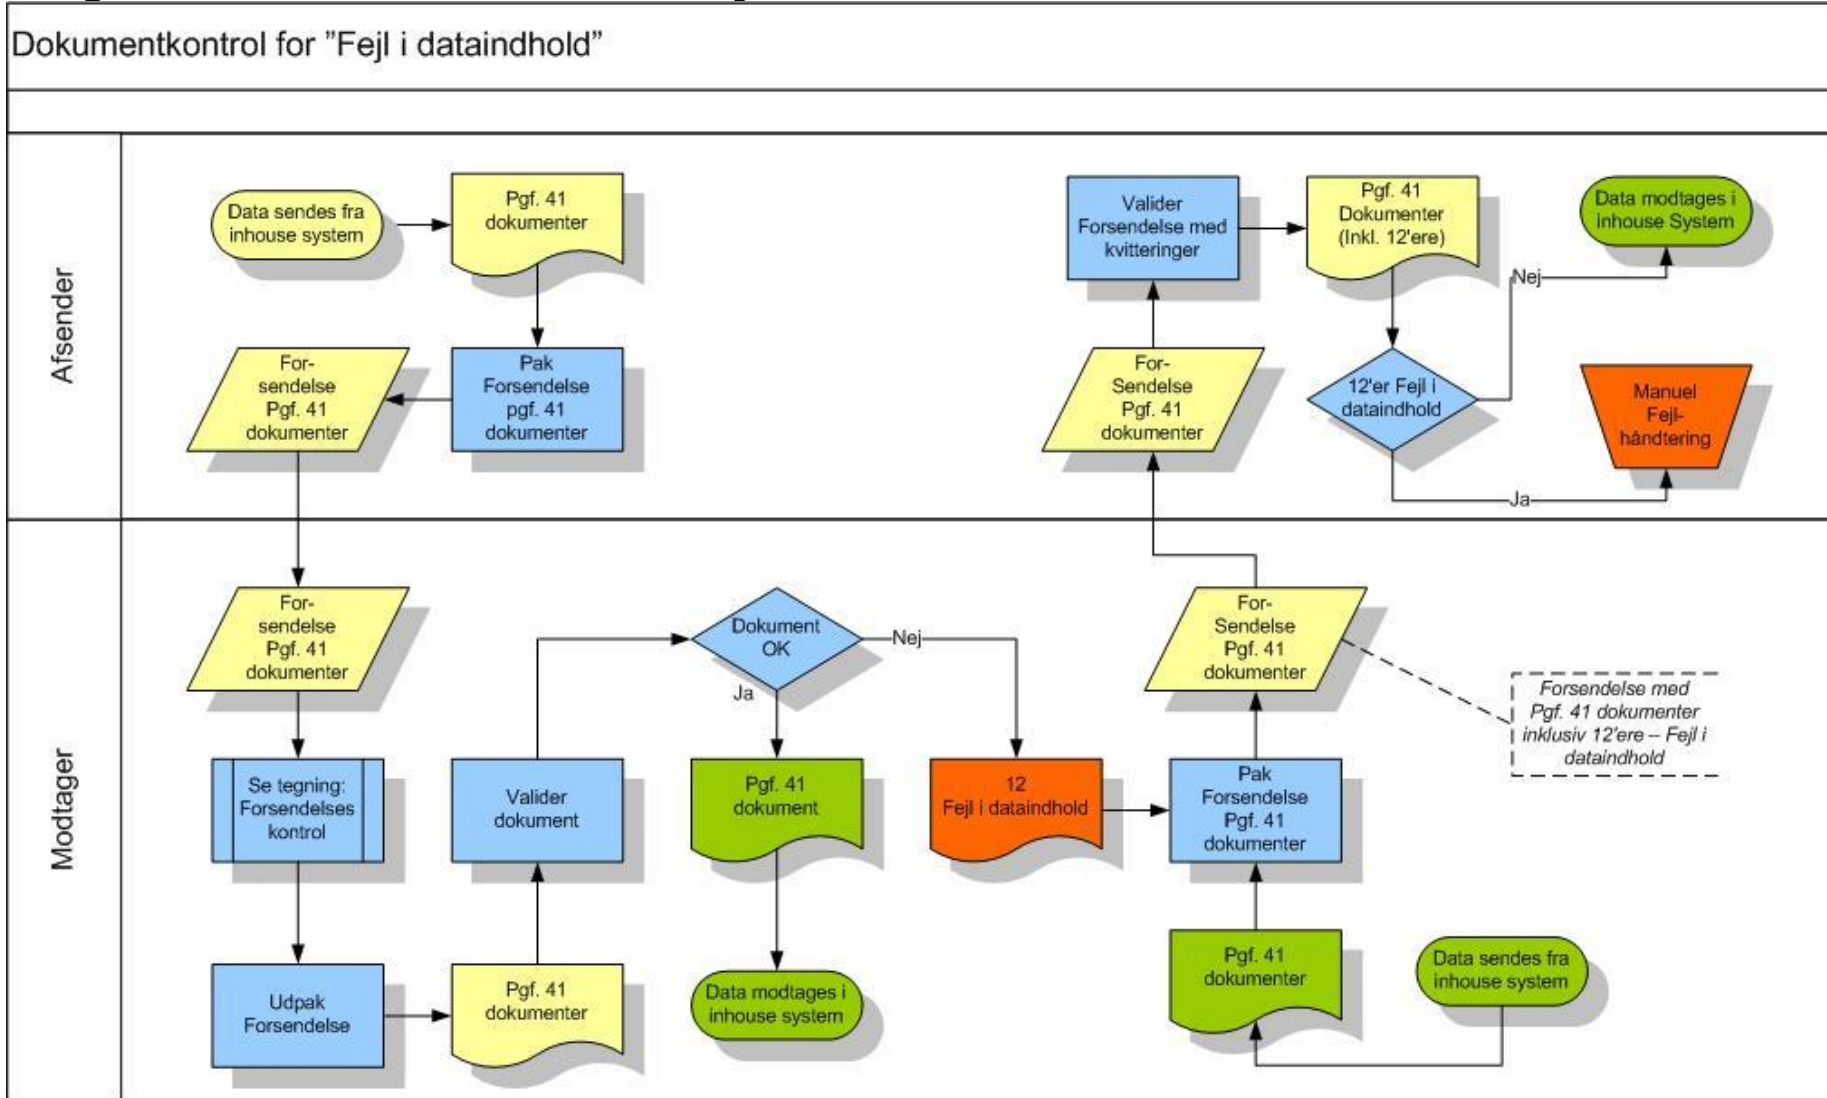 Dokumentkontrol for ”Fejl i dataindhold”
Afsender
Data sendes fra
inhouse system
Pgf. 41
dokumenter
Valider
Forsendelse med
kvitteringer
Pgf. 41
Dokumenter
(Inkl. 12'ere)
Data modtages i
inhouse System
Nej
For-
sendelse
Pgf. 41
dokumenter
Pak
Forsendelse
pgf. 41
dokumenter
For-
Sendelse
Pgf. 41
dokumenter
12'er Fejl i
dataindhold
Manuel
Fejl-
håndtering
Ja
Modtager
For-
sendelse
Pgf. 41
dokumenter
Dokument
OK
Nej
Ja
For-
Sendelse
Pgf. 41
dokumenter
Forsendelse med
Pgf. 41 dokumenter
inklusiv 12'ere – Fejl i
dataindhold
Se tegning:
Forsendelses
kontrol
Valider
dokument
Pgf. 41
dokument
12
Fejl i dataindhold
Pak
Forsendelse
Pgf. 41
dokumenter
Udpak
Forsendelse
Pgf. 41
dokumenter
Data modtages i
inhouse system
Pgf. 41
dokumenter
Data sendes fra
inhouse system